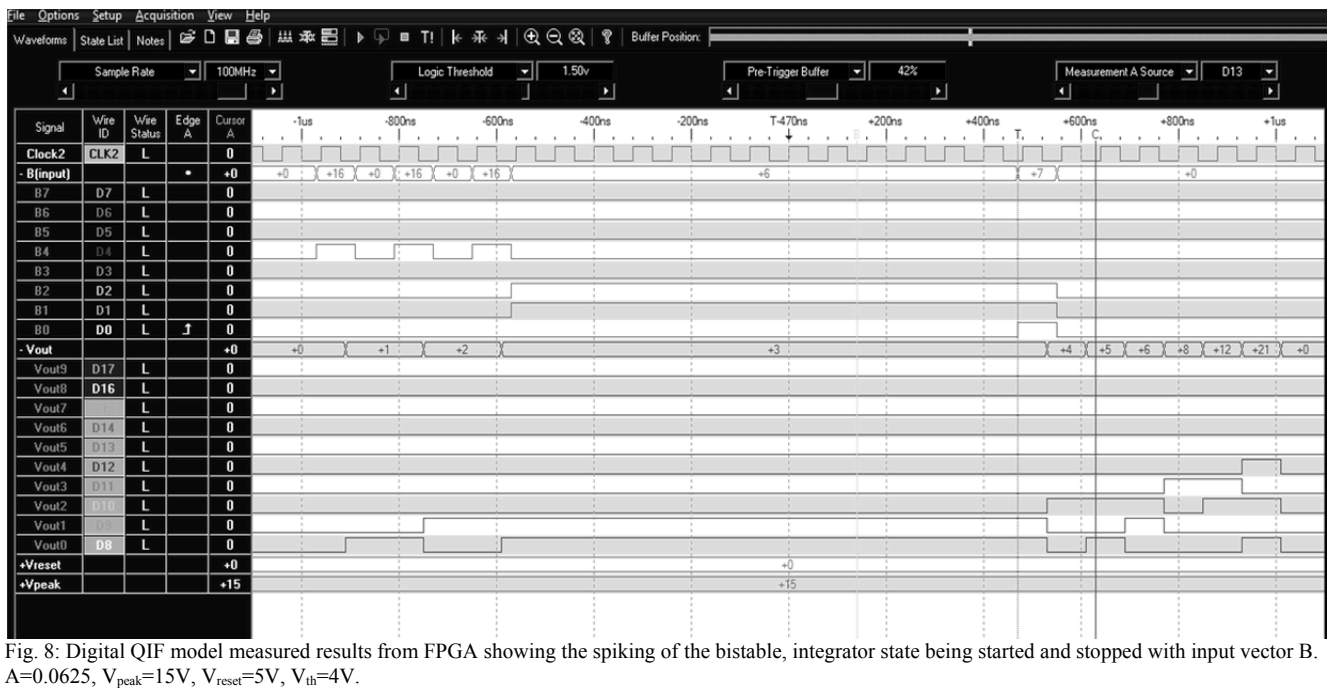 File Options Setup Acquisition View Help
Waveforms State List Notes T! Buffer Position:
Sample Rate 100MHz Logic Threshold 1.50v Pre-Trigger Buffer 42% Measurement A Source D13
Signal Wire ID Wire Status Edge A Cursor A -1us -800ns -600ns -400ns -200ns T-470ns +200ns +400ns +600ns +800ns +1us
B T C
Clock2 CLK2 L 0
- B(input) +0 +0 +16 +0 +16 +0 +16 +6 +7 +0
B7 D7 L 0
B6 D6 L 0
B5 D5 L 0
B4 D4 L 0
B3 D3 L 0
B2 D2 L 0
B1 D1 L 0
B0 D0 L 0
- Vout +0 +0 +1 +2 +3 +4 +5 +6 +8 +12 +21 +0
Vout9 D17 L 0
Vout8 D16 L 0
Vout7 L 0
Vout6 D14 L 0
Vout5 D13 L 0
Vout4 D12 L 0
Vout3 D11 L 0
Vout2 D10 L 0
Vout1 D9 L 0
Vout0 D8 L 0
+Vreset +0 +0
+Vpeak +15 +15
Fig. 8: Digital QIF model measured results from FPGA showing the spiking of the bistable, integrator state being started and stopped with input vector B.
A=0.0625, Vpeak=15V, Vreset=5V, Vth=4V.